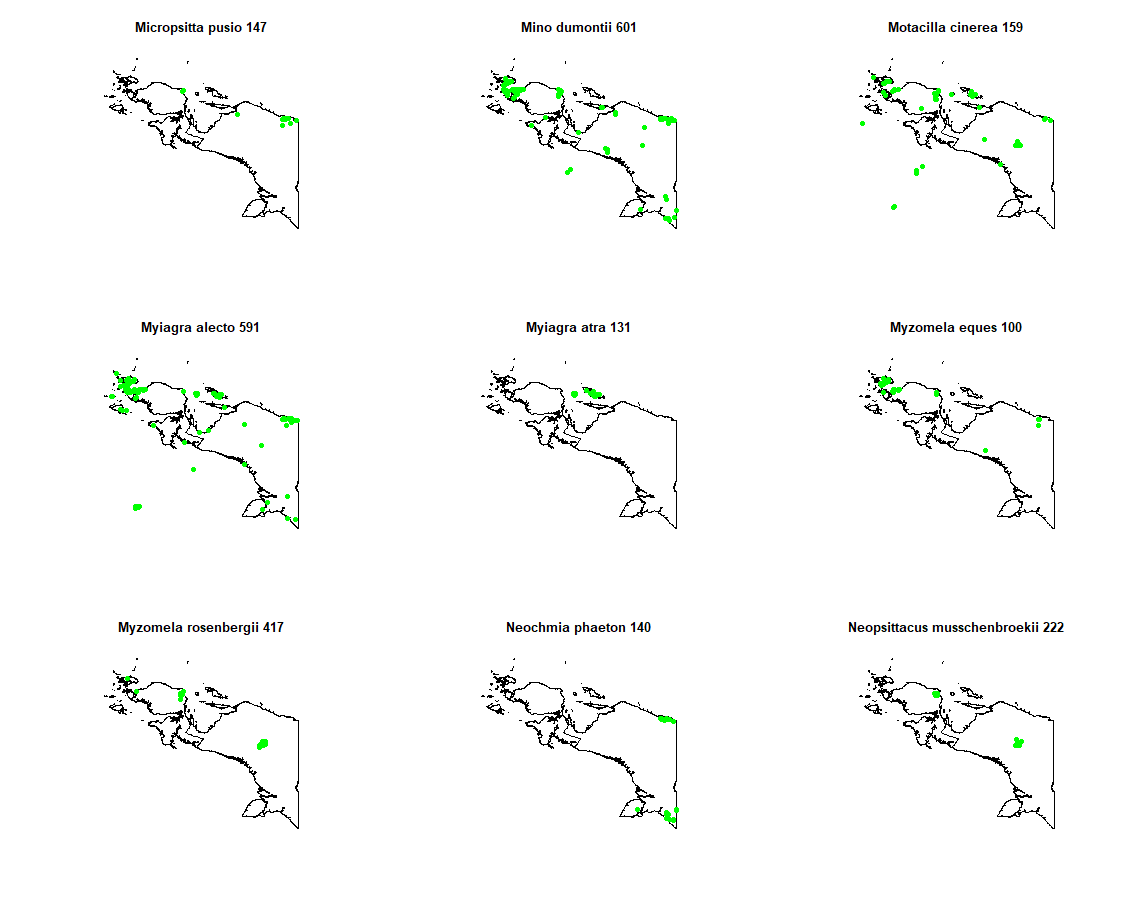 Micropsitta pusio 147
Mino dumontii 601
Motacilla cinerea 159
Myiagra alecto 591
Myiagra atra 131
Myzomela eques 100
Myzomela rosenbergii 417
Neochmia phaeton 140
Neopsittacus musschenbroekii 222